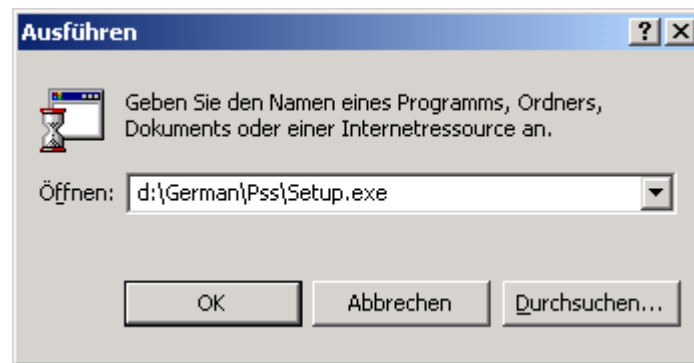 Ausführen
Geben Sie den Namen eines Programms, Ordners,
Dokuments oder einer Internetressource an.
Öffnen: d:\German\Pss\Setup.exe
OK Abbrechen Durchsuchen...